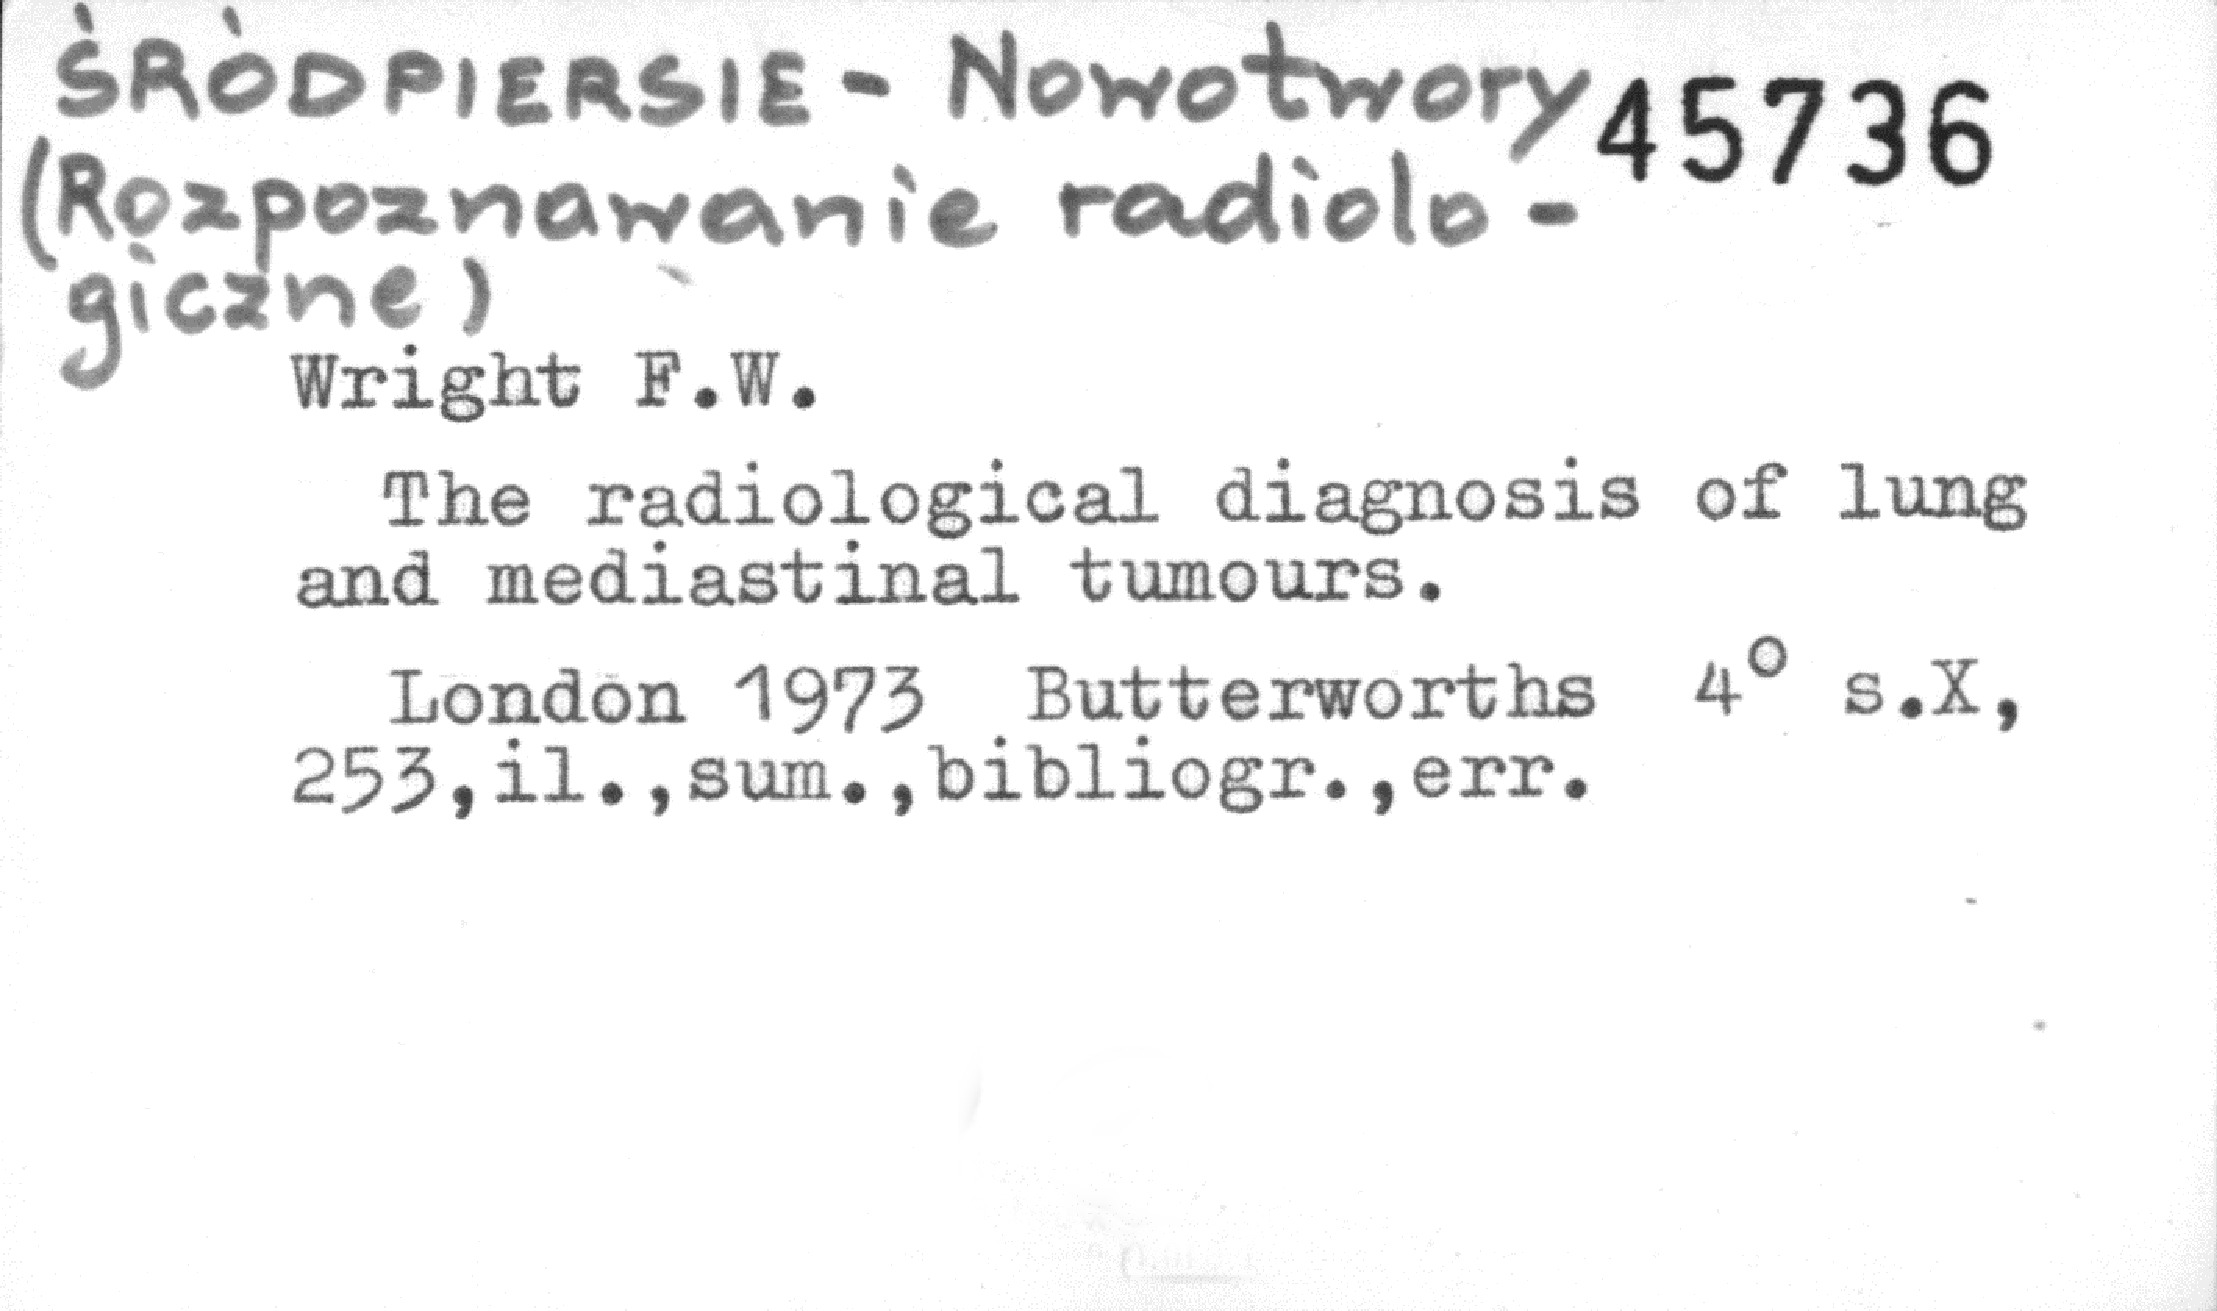 ŚRÓDPIERSIE - Nowotwory 45736
(Rozpoznawanie radiolo-
giczne)
Wright F.W.
The radiological diagnosis of lung
and mediastinal tumours.
London 1973 Butterworths 4° s.X,
253,il.,sum.,bibliogr.,err.